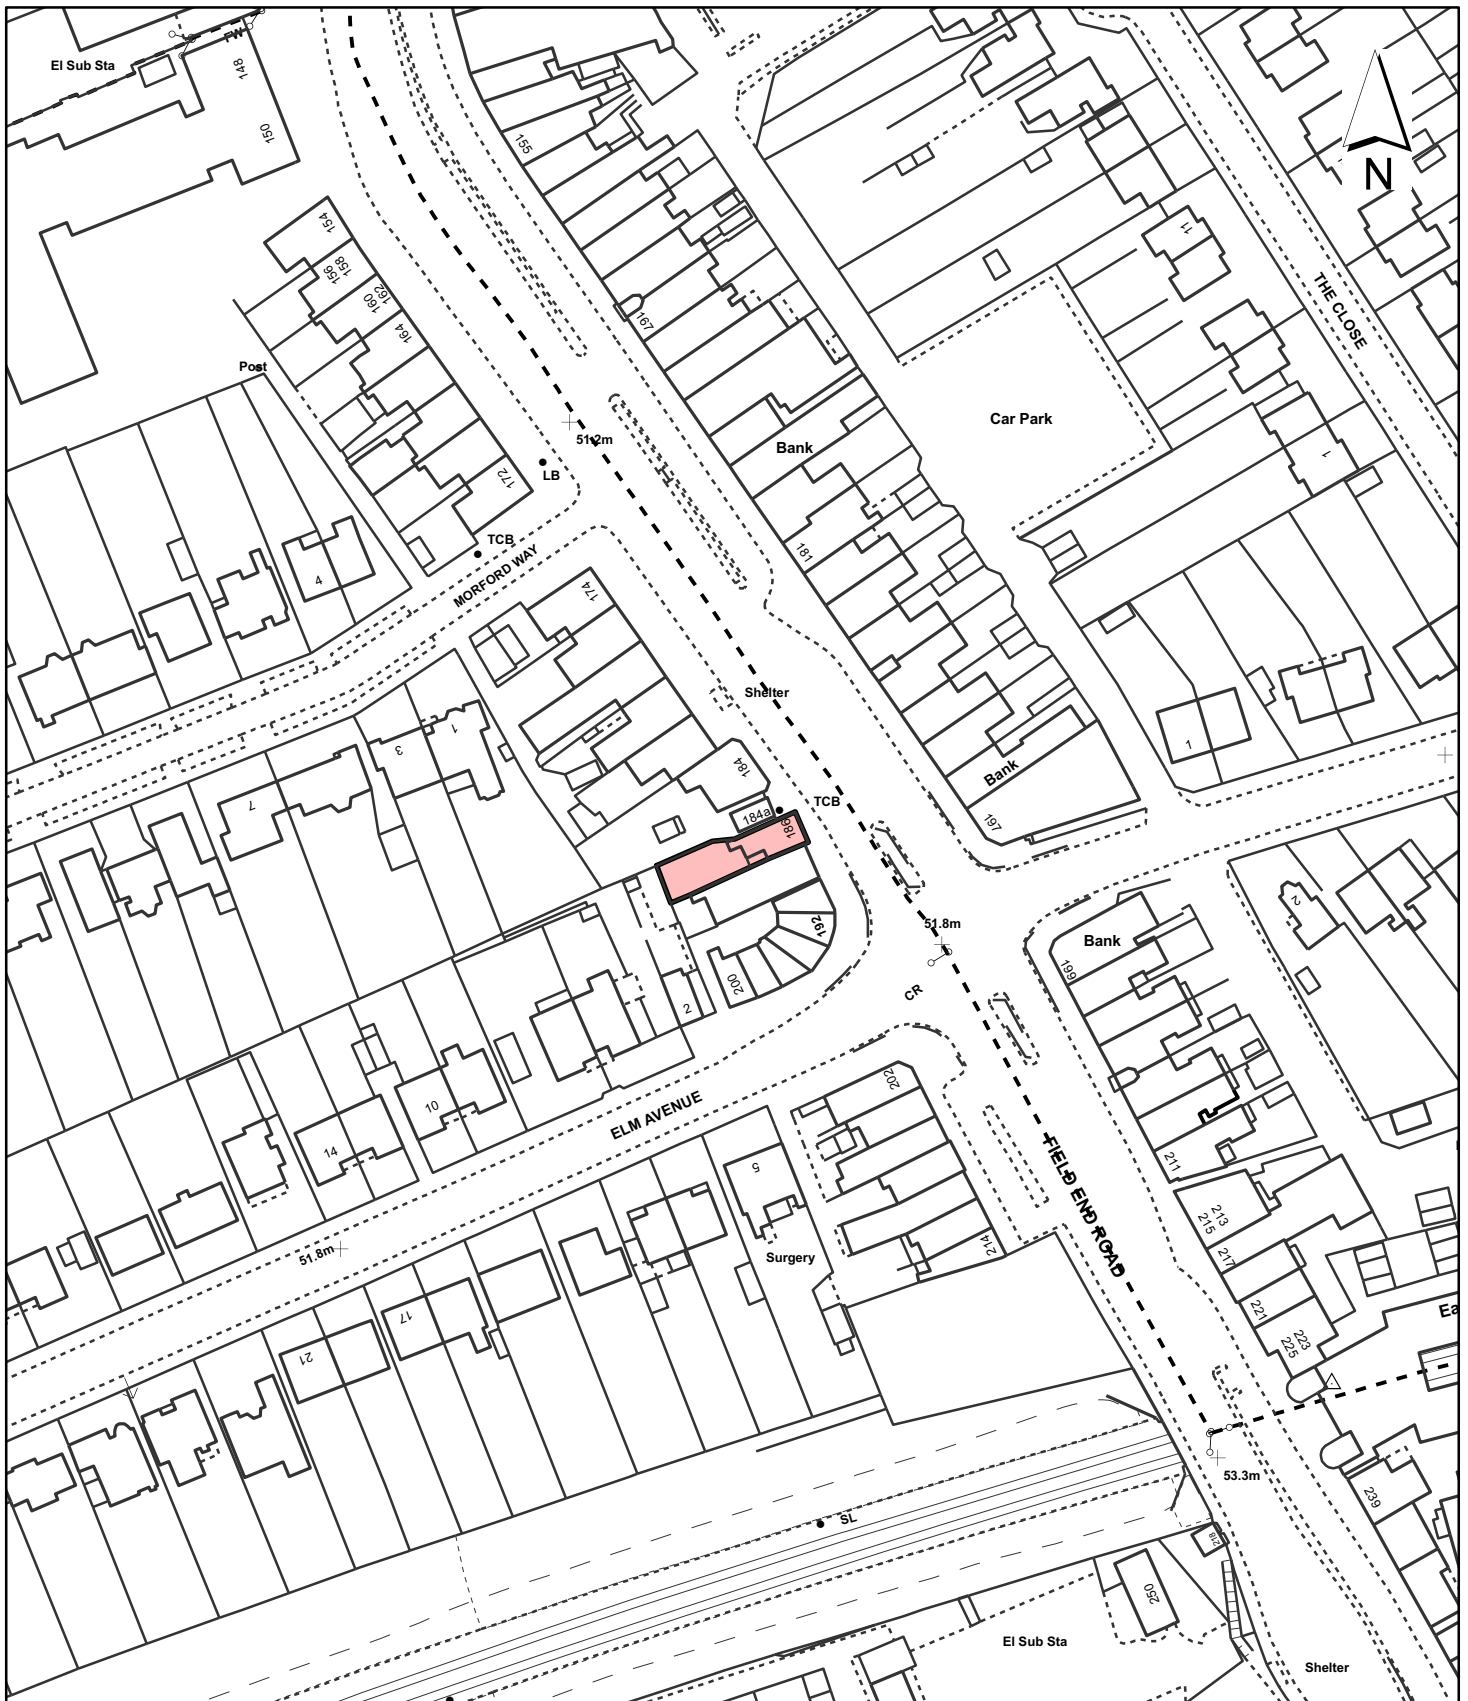 FW
El Sub Sta
148
150
155
154
158
156
162
160
164
167
11
THE CLOSE
N
Post
Car Park
51.2m
Bank
1
LB
172
TCB
MORFORD WAY
181
4
174
Shelter
1
3
1
184
Bank
7
TCB
184a
186
197
2
192
51.8m
Bank
199
200
CR
2
202
10
ELM AVENUE
14
5
211
FIELD END ROAD
213
215
217
214
51.8m
Surgery
221
223
225
Ea
17
21
53.3m
239
SL
218
250
El Sub Sta
Shelter